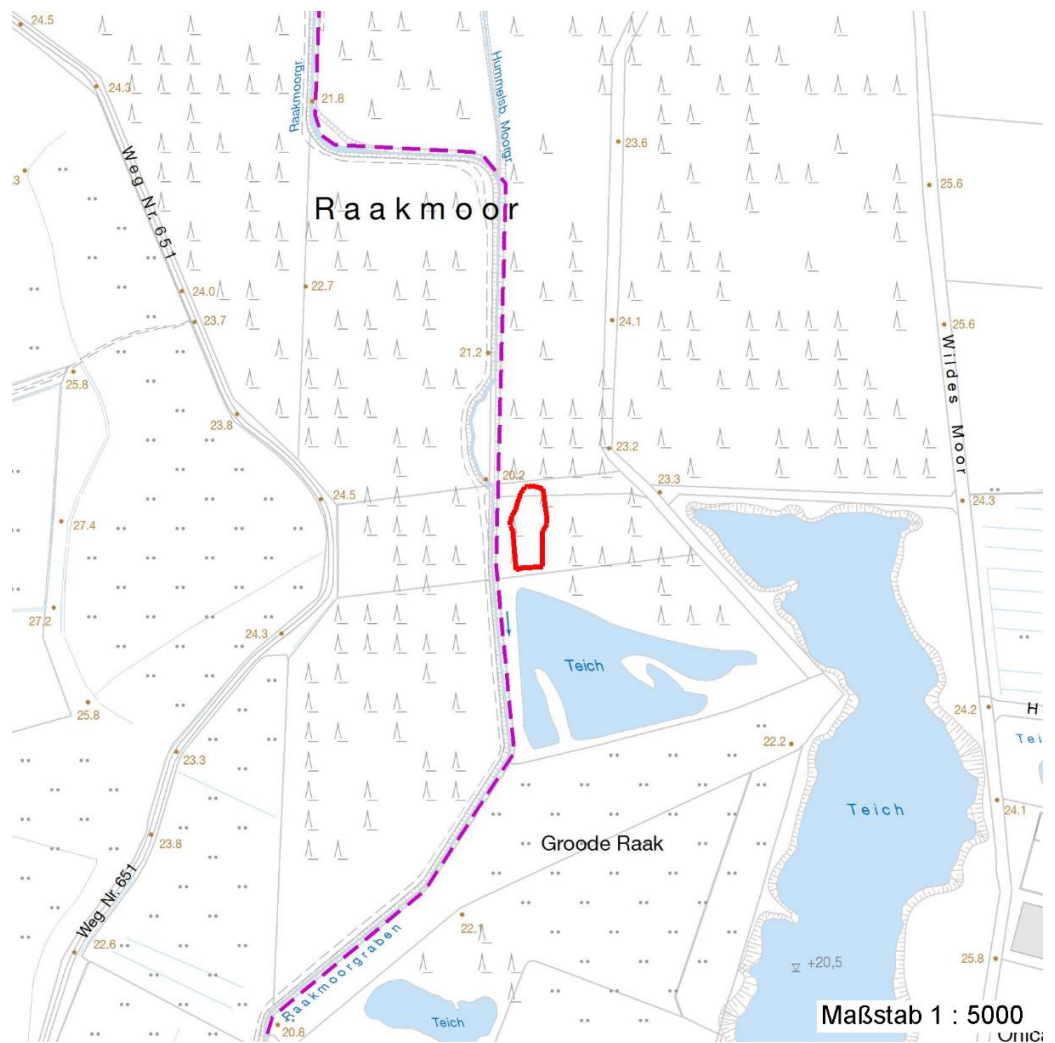 24.5
24.3
Raakmoorgr.
21.8
Hummelsb. Moorgr.
23.6
25.6
Weg Nr. 651
Raakmoor
24.0
22.7
23.7
24.1
25.6
21.2
Wildes Moor
25.8
23.8
23.2
20.2
23.3
24.5
24.3
27.4
27.2
24.3
Teich
25.8
24.2
H
22.2
23.3
24.1
Teich
23.8
Groode Raak
Weg Nr. 651
22.6
22.1
25.8
+20,5
Raakmoorgraben
Teich
20.8
Maßstab 1 : 5000